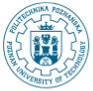 POLITECHNIKA POZNAŃSKA
POZNAN UNIVERSITY OF TECHNOLOGY